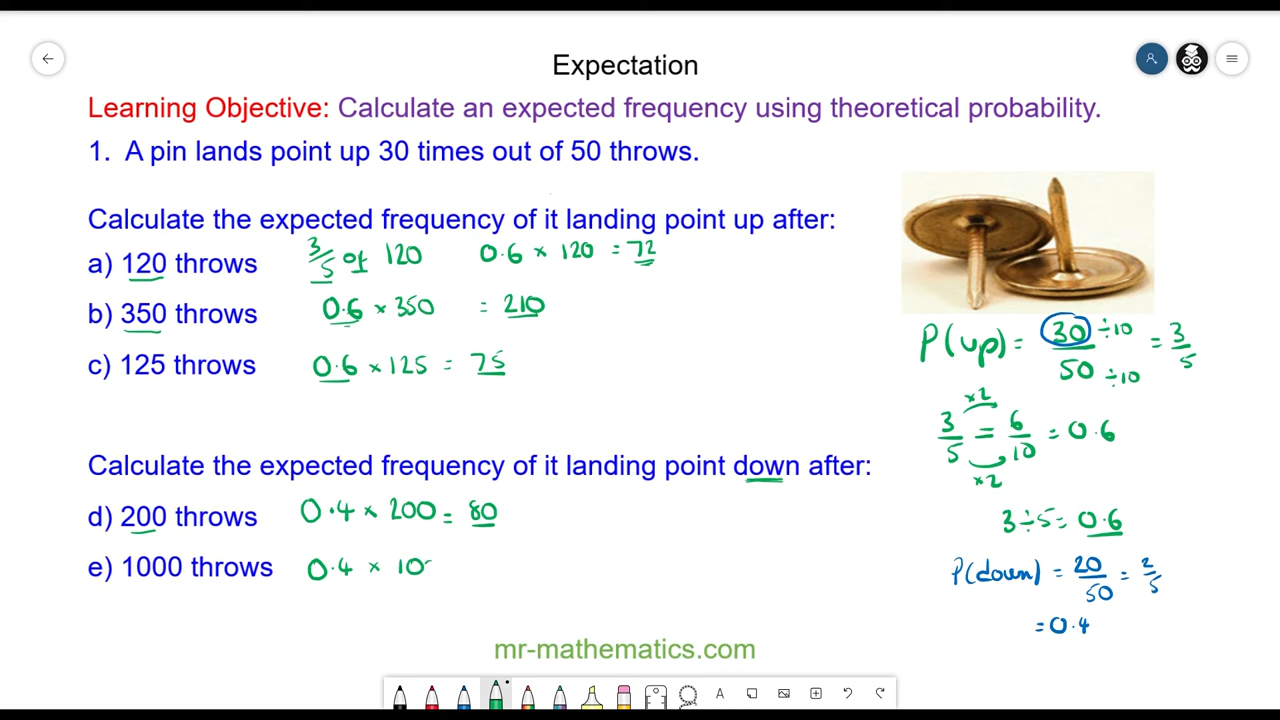 Expectation
Learning Objective: Calculate an expected frequency using theoretical probability.
1. A pin lands point up 30 times out of 50 throws.
Calculate the expected frequency of it landing point up after:
a) 120 throws 3/5 of 120 0.6 × 120 = 72
b) 350 throws 0.6 × 350 = 210
c) 125 throws 0.6 × 125 = 75
P(up) = 30/50 ÷10 ÷10 = 3/5
×2
3/5 = 6/10 = 0.6
×2
3÷5 = 0.6
Calculate the expected frequency of it landing point down after:
d) 200 throws 0.4 × 200 = 80
e) 1000 throws 0.4 × 10
P(down) = 20/50 = 2/5
= 0.4
mr-mathematics.com
A